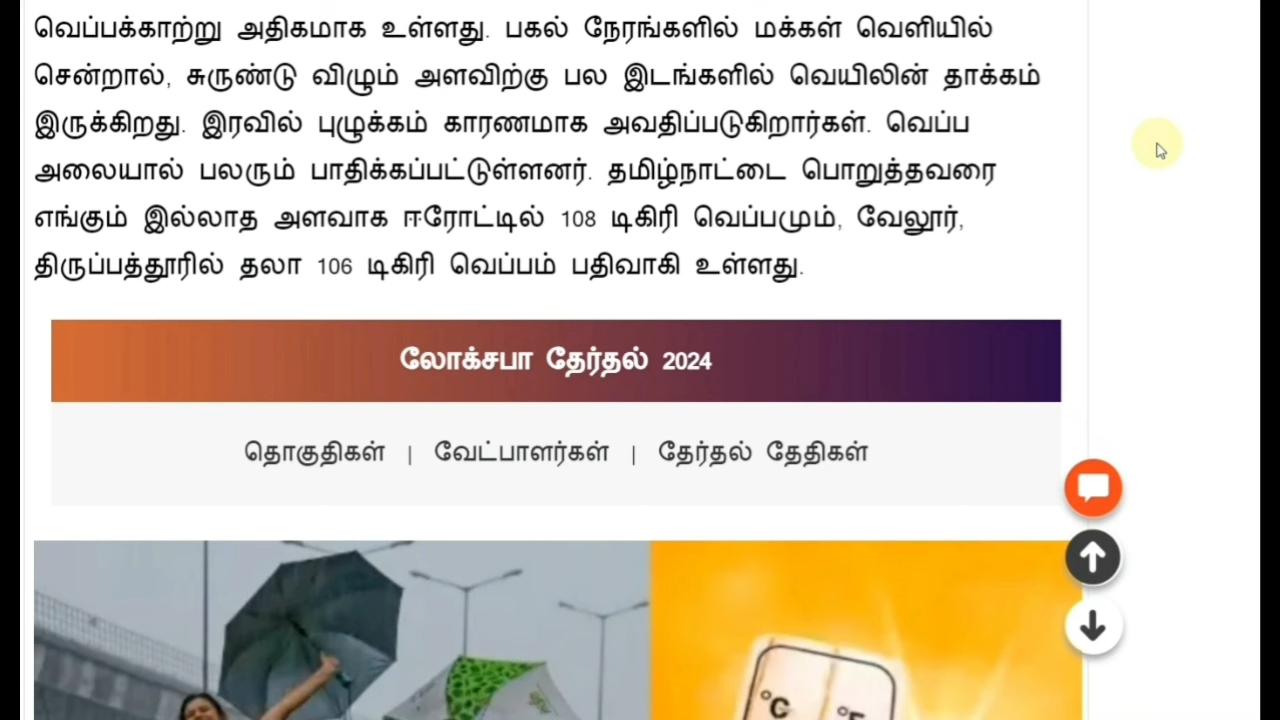 வெப்பக்காற்று அதிகமாக உள்ளது. பகல் நேரங்களில் மக்கள் வெளியில்
சென்றால், சுருண்டு விழும் அளவிற்கு பல இடங்களில் வெயிலின் தாக்கம்
இருக்கிறது. இரவில் புழுக்கம் காரணமாக அவதிப்படுகிறார்கள். வெப்ப
அலையால் பலரும் பாதிக்கப்பட்டுள்ளனர். தமிழ்நாட்டை பொறுத்தவரை
எங்கும் இல்லாத அளவாக ஈரோட்டில் 108 டிகிரி வெப்பமும், வேலூர்,
திருப்பத்தூரில் தலா 106 டிகிரி வெப்பம் பதிவாகி உள்ளது.
லோக்சபா தேர்தல் 2024
தொகுதிகள் | வேட்பாளர்கள் | தேர்தல் தேதிகள்
°C °F